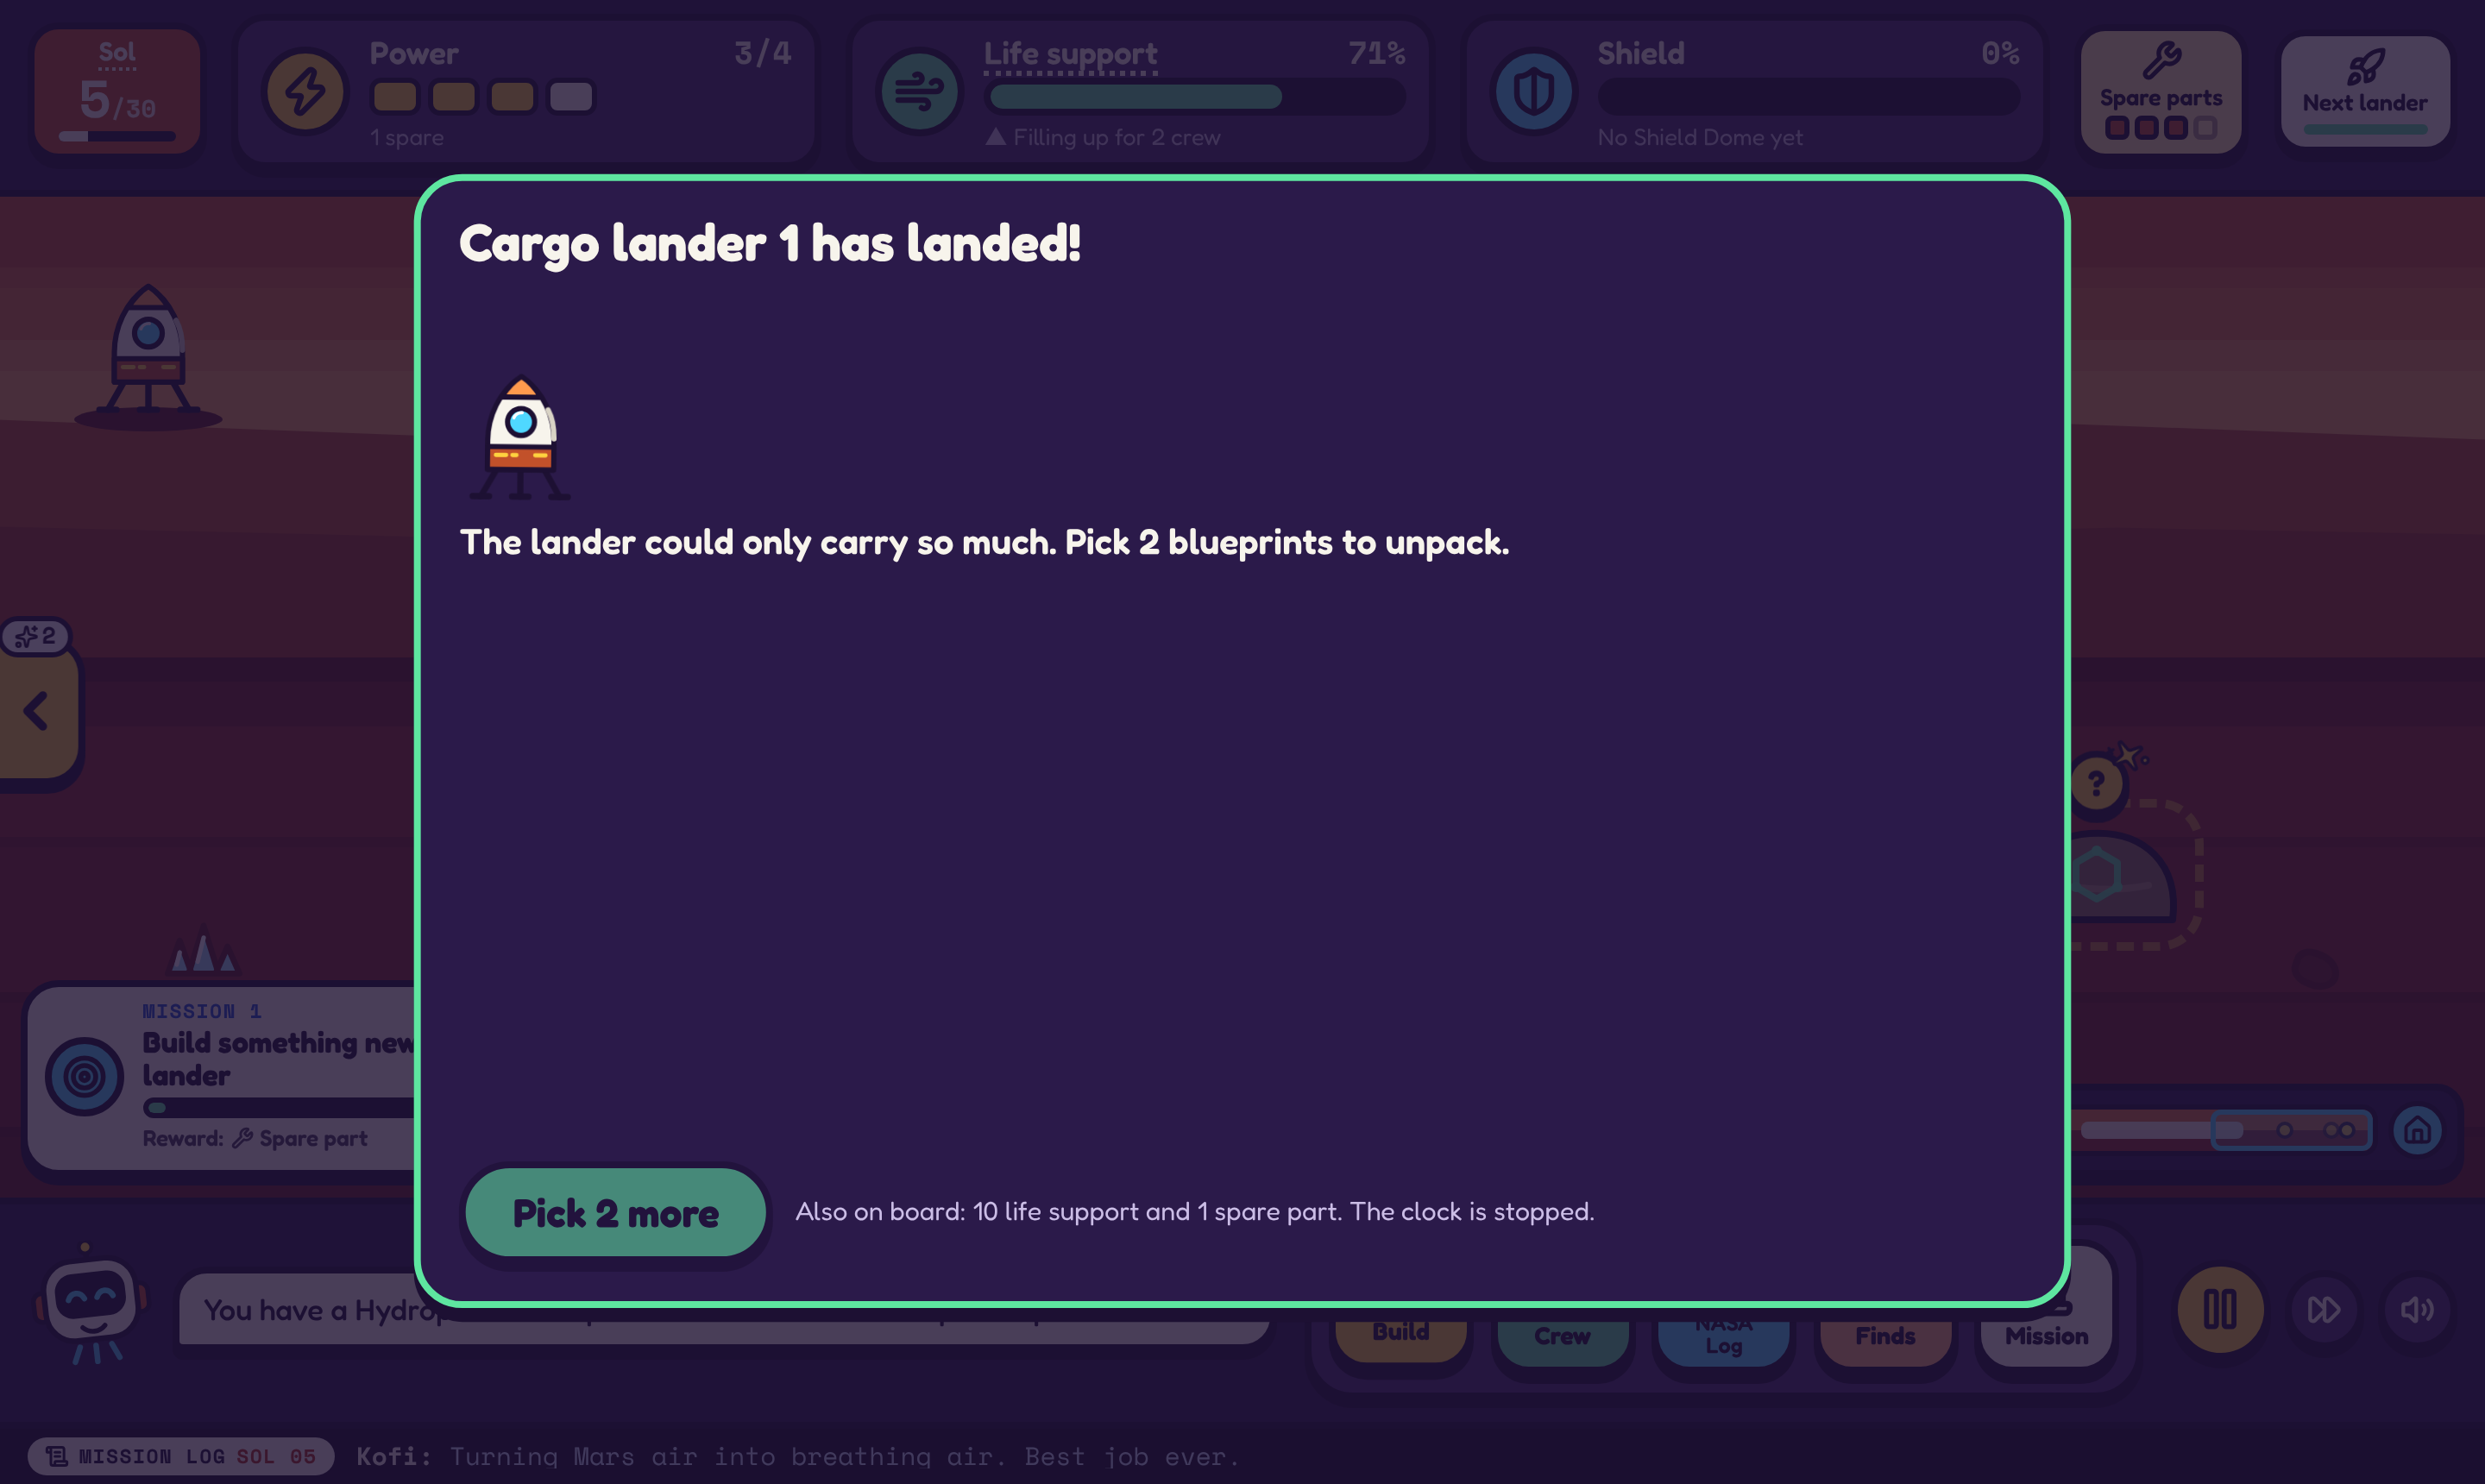 Sol
5/30
Power
3/4
1 spare
Life support
71%
Filling up for 2 crew
Shield
0%
No Shield Dome yet
Spare parts
Next lander
Cargo lander 1 has landed!
The lander could only carry so much. Pick 2 blueprints to unpack.
2
?
MISSION 1
Build something new
lander
Reward: Spare part
Pick 2 more
Also on board: 10 life support and 1 spare part. The clock is stopped.
You have a
Build
Crew
NASA
Log
Finds
Mission
MISSION LOG SOL 05
Kofi: Turning Mars air into breathing air. Best job ever.